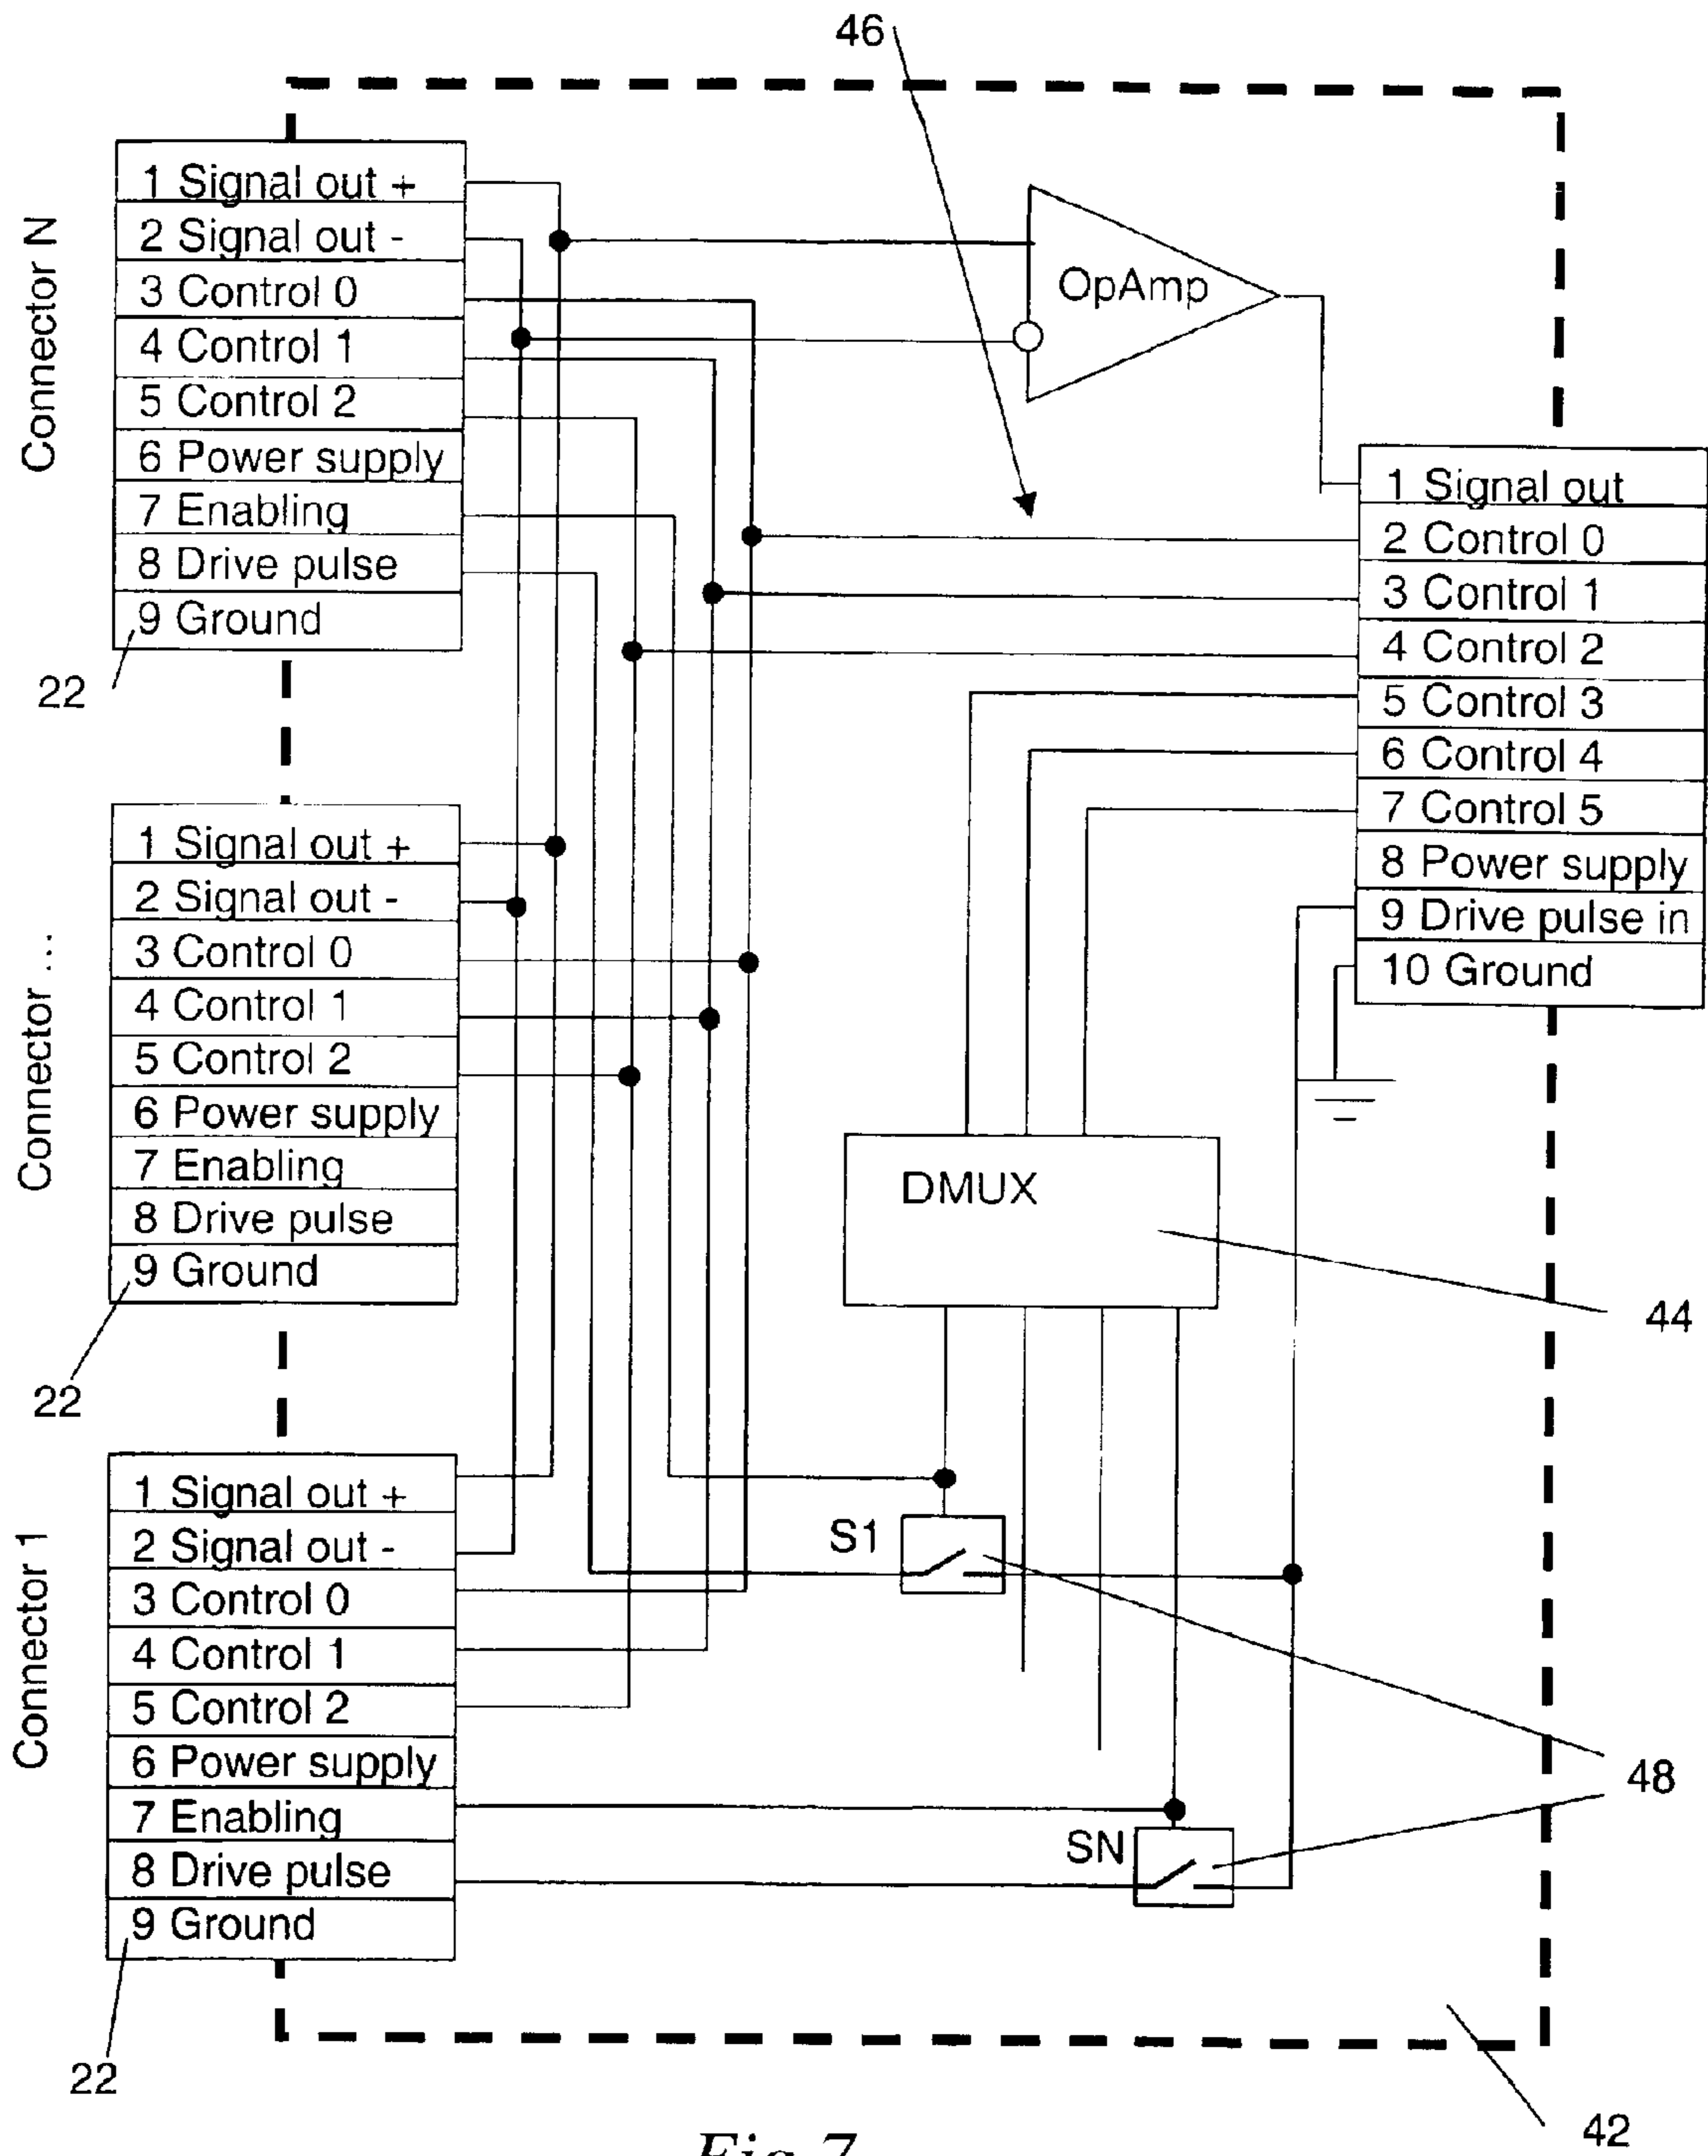 46
Connector N
1 Signal out +
2 Signal out -
3 Control 0
4 Control 1
5 Control 2
6 Power supply
7 Enabling
8 Drive pulse
9 Ground
22
OpAmp
1 Signal out
2 Control 0
3 Control 1
4 Control 2
5 Control 3
6 Control 4
7 Control 5
8 Power supply
9 Drive pulse in
10 Ground
Connector ...
1 Signal out +
2 Signal out -
3 Control 0
4 Control 1
5 Control 2
6 Power supply
7 Enabling
8 Drive pulse
9 Ground
22
DMUX
44
Connector 1
1 Signal out +
2 Signal out -
3 Control 0
4 Control 1
5 Control 2
6 Power supply
7 Enabling
8 Drive pulse
9 Ground
22
S1
SN
48
42
Fig 7